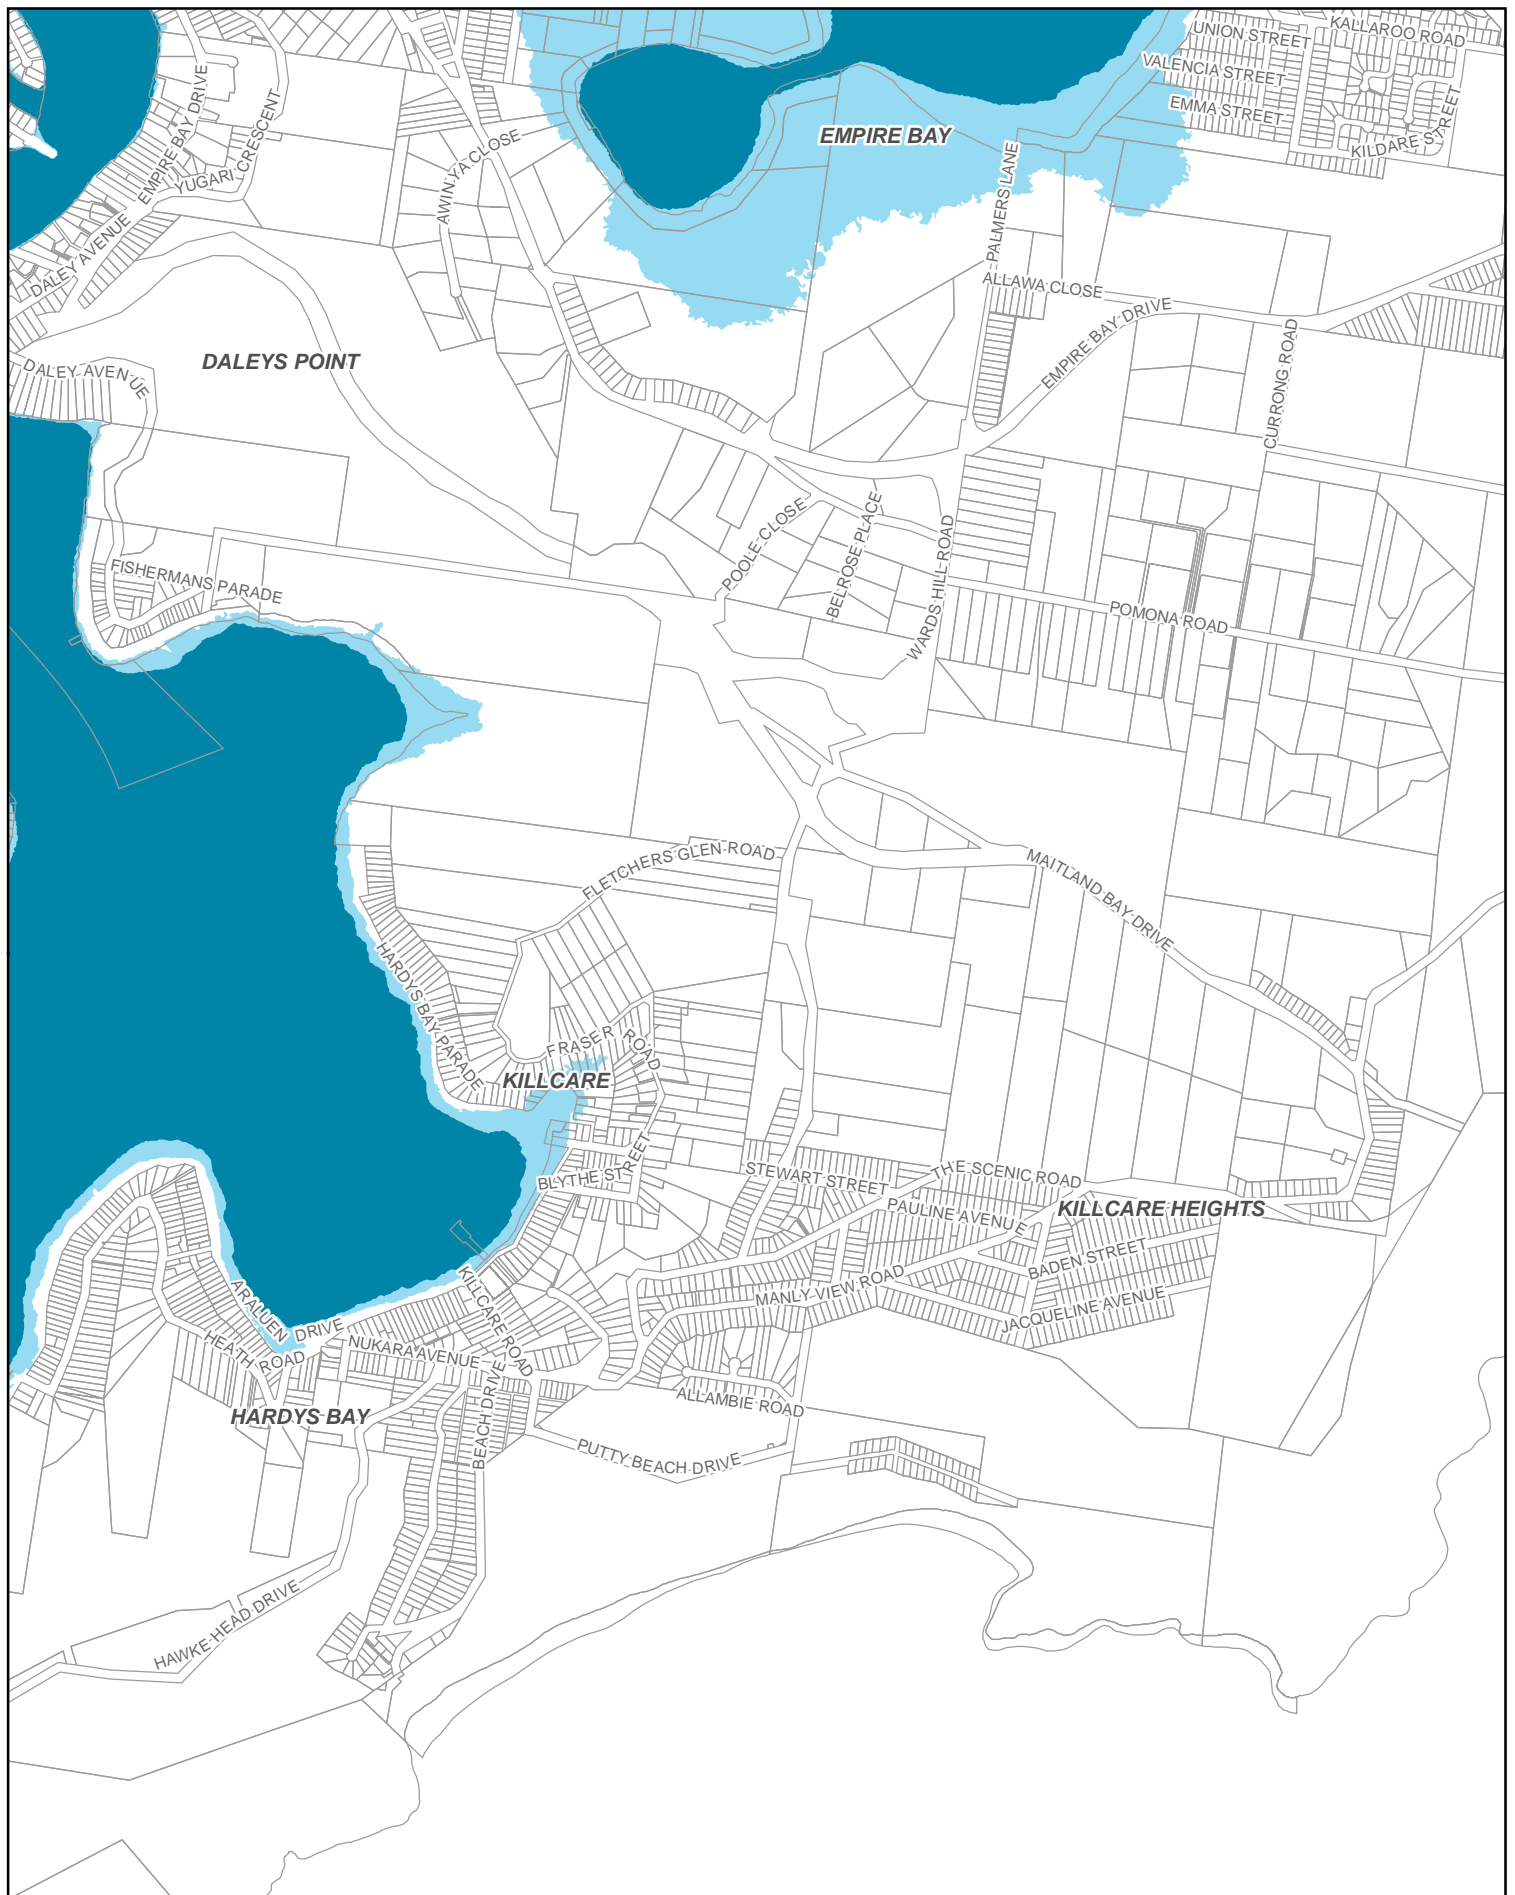 KALLAROO ROAD
UNION STREET
VALENCIA STREET
EMMA STREET
KILDARE STREET
EMPIRE BAY DRIVE
YUGARI CRESCENT
AWIN YA CLOSE
EMPIRE BAY
PALMERS LANE
DALEY AVENUE
ALLAWA CLOSE
EMPIRE BAY DRIVE
CURRONG ROAD
DALEYS POINT
DALEY AVENUE
POOLE CLOSE
BELROSE PLACE
WARDS HILL ROAD
FISHERMANS PARADE
POMONA ROAD
FLETCHERS GLEN ROAD
MAITLAND BAY DRIVE
HARDYS BAY PARADE
FRASER ROAD
KILLCARE
BLYTHE STREET
STEWART STREET
THE SCENIC ROAD
PAULINE AVENUE
KILLCARE HEIGHTS
BADEN STREET
MANLY VIEW ROAD
JACQUELINE AVENUE
ARALUEN DRIVE
KILLCARE ROAD
HEATH ROAD
NUKARA AVENUE
BEACH DRIVE
ALLAMBIE ROAD
HARDYS BAY
PUTTY BEACH DRIVE
HAWKE HEAD DRIVE